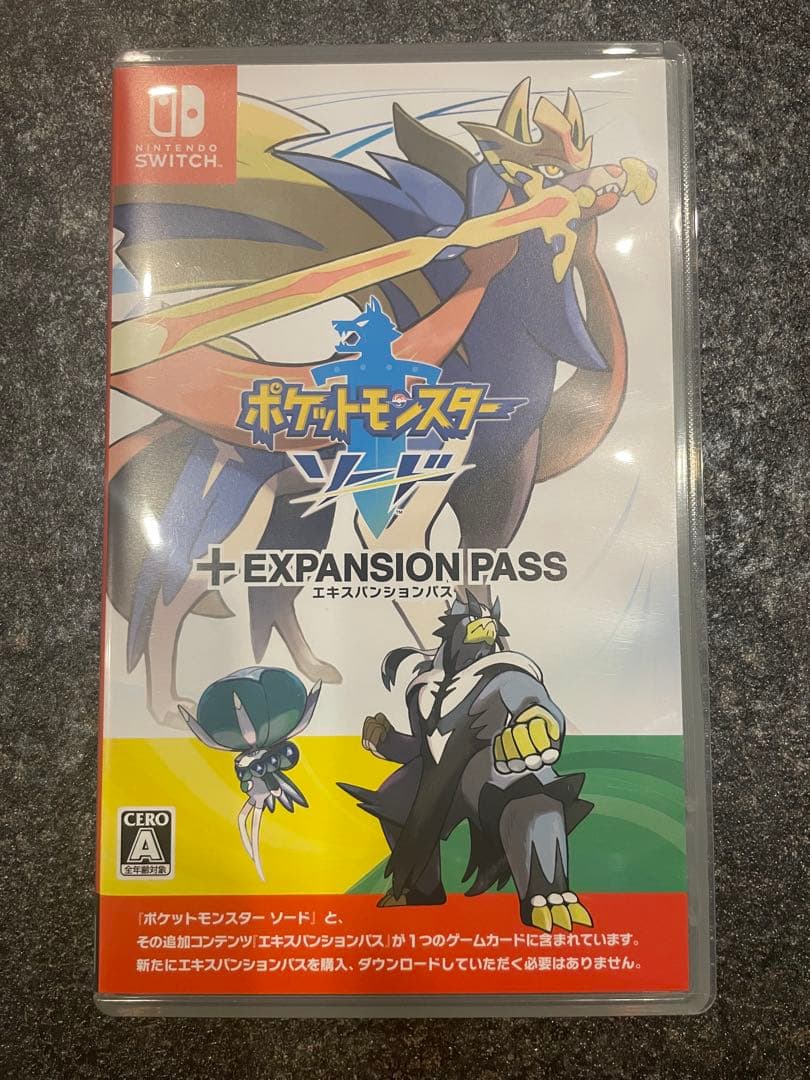 NINTENDO
SWITCH™
ポケットモンスター
ソード
+EXPANSION PASS
エキスパンションパス
CERO
A
全年齢対象
『ポケットモンスター ソード』と、
その追加コンテンツ『エキスパンションパス』が1つのゲームカードに含まれています。
新たにエキスパンションパスを購入、ダウンロードしていただく必要はありません。